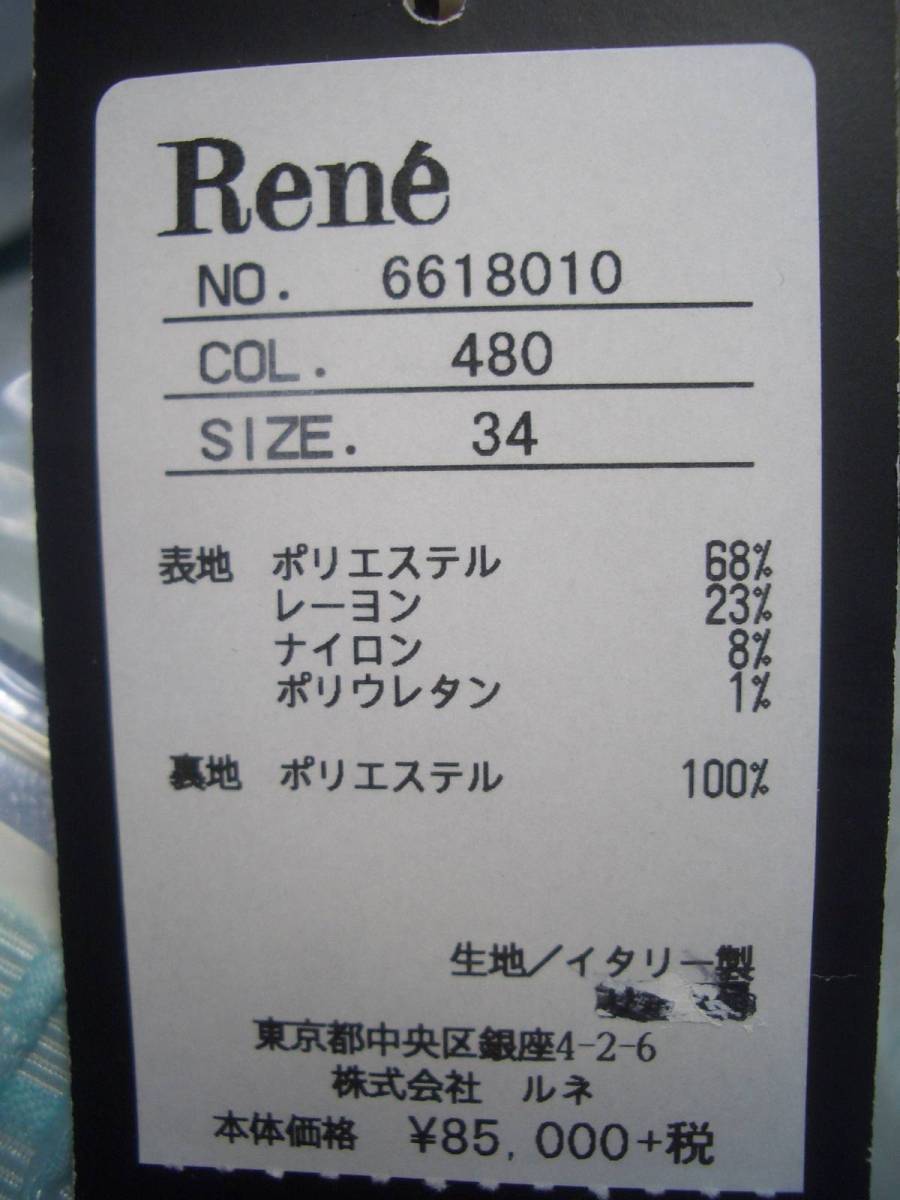 René
NO. 6618010
COL. 480
SIZE. 34
表地 ポリエステル 68%
レーヨン 23%
ナイロン 8%
ポリウレタン 1%
裏地 ポリエステル 100%
生地/イタリー製
東京都中央区銀座4-2-6
株式会社 ルネ
本体価格 ¥85,000+税